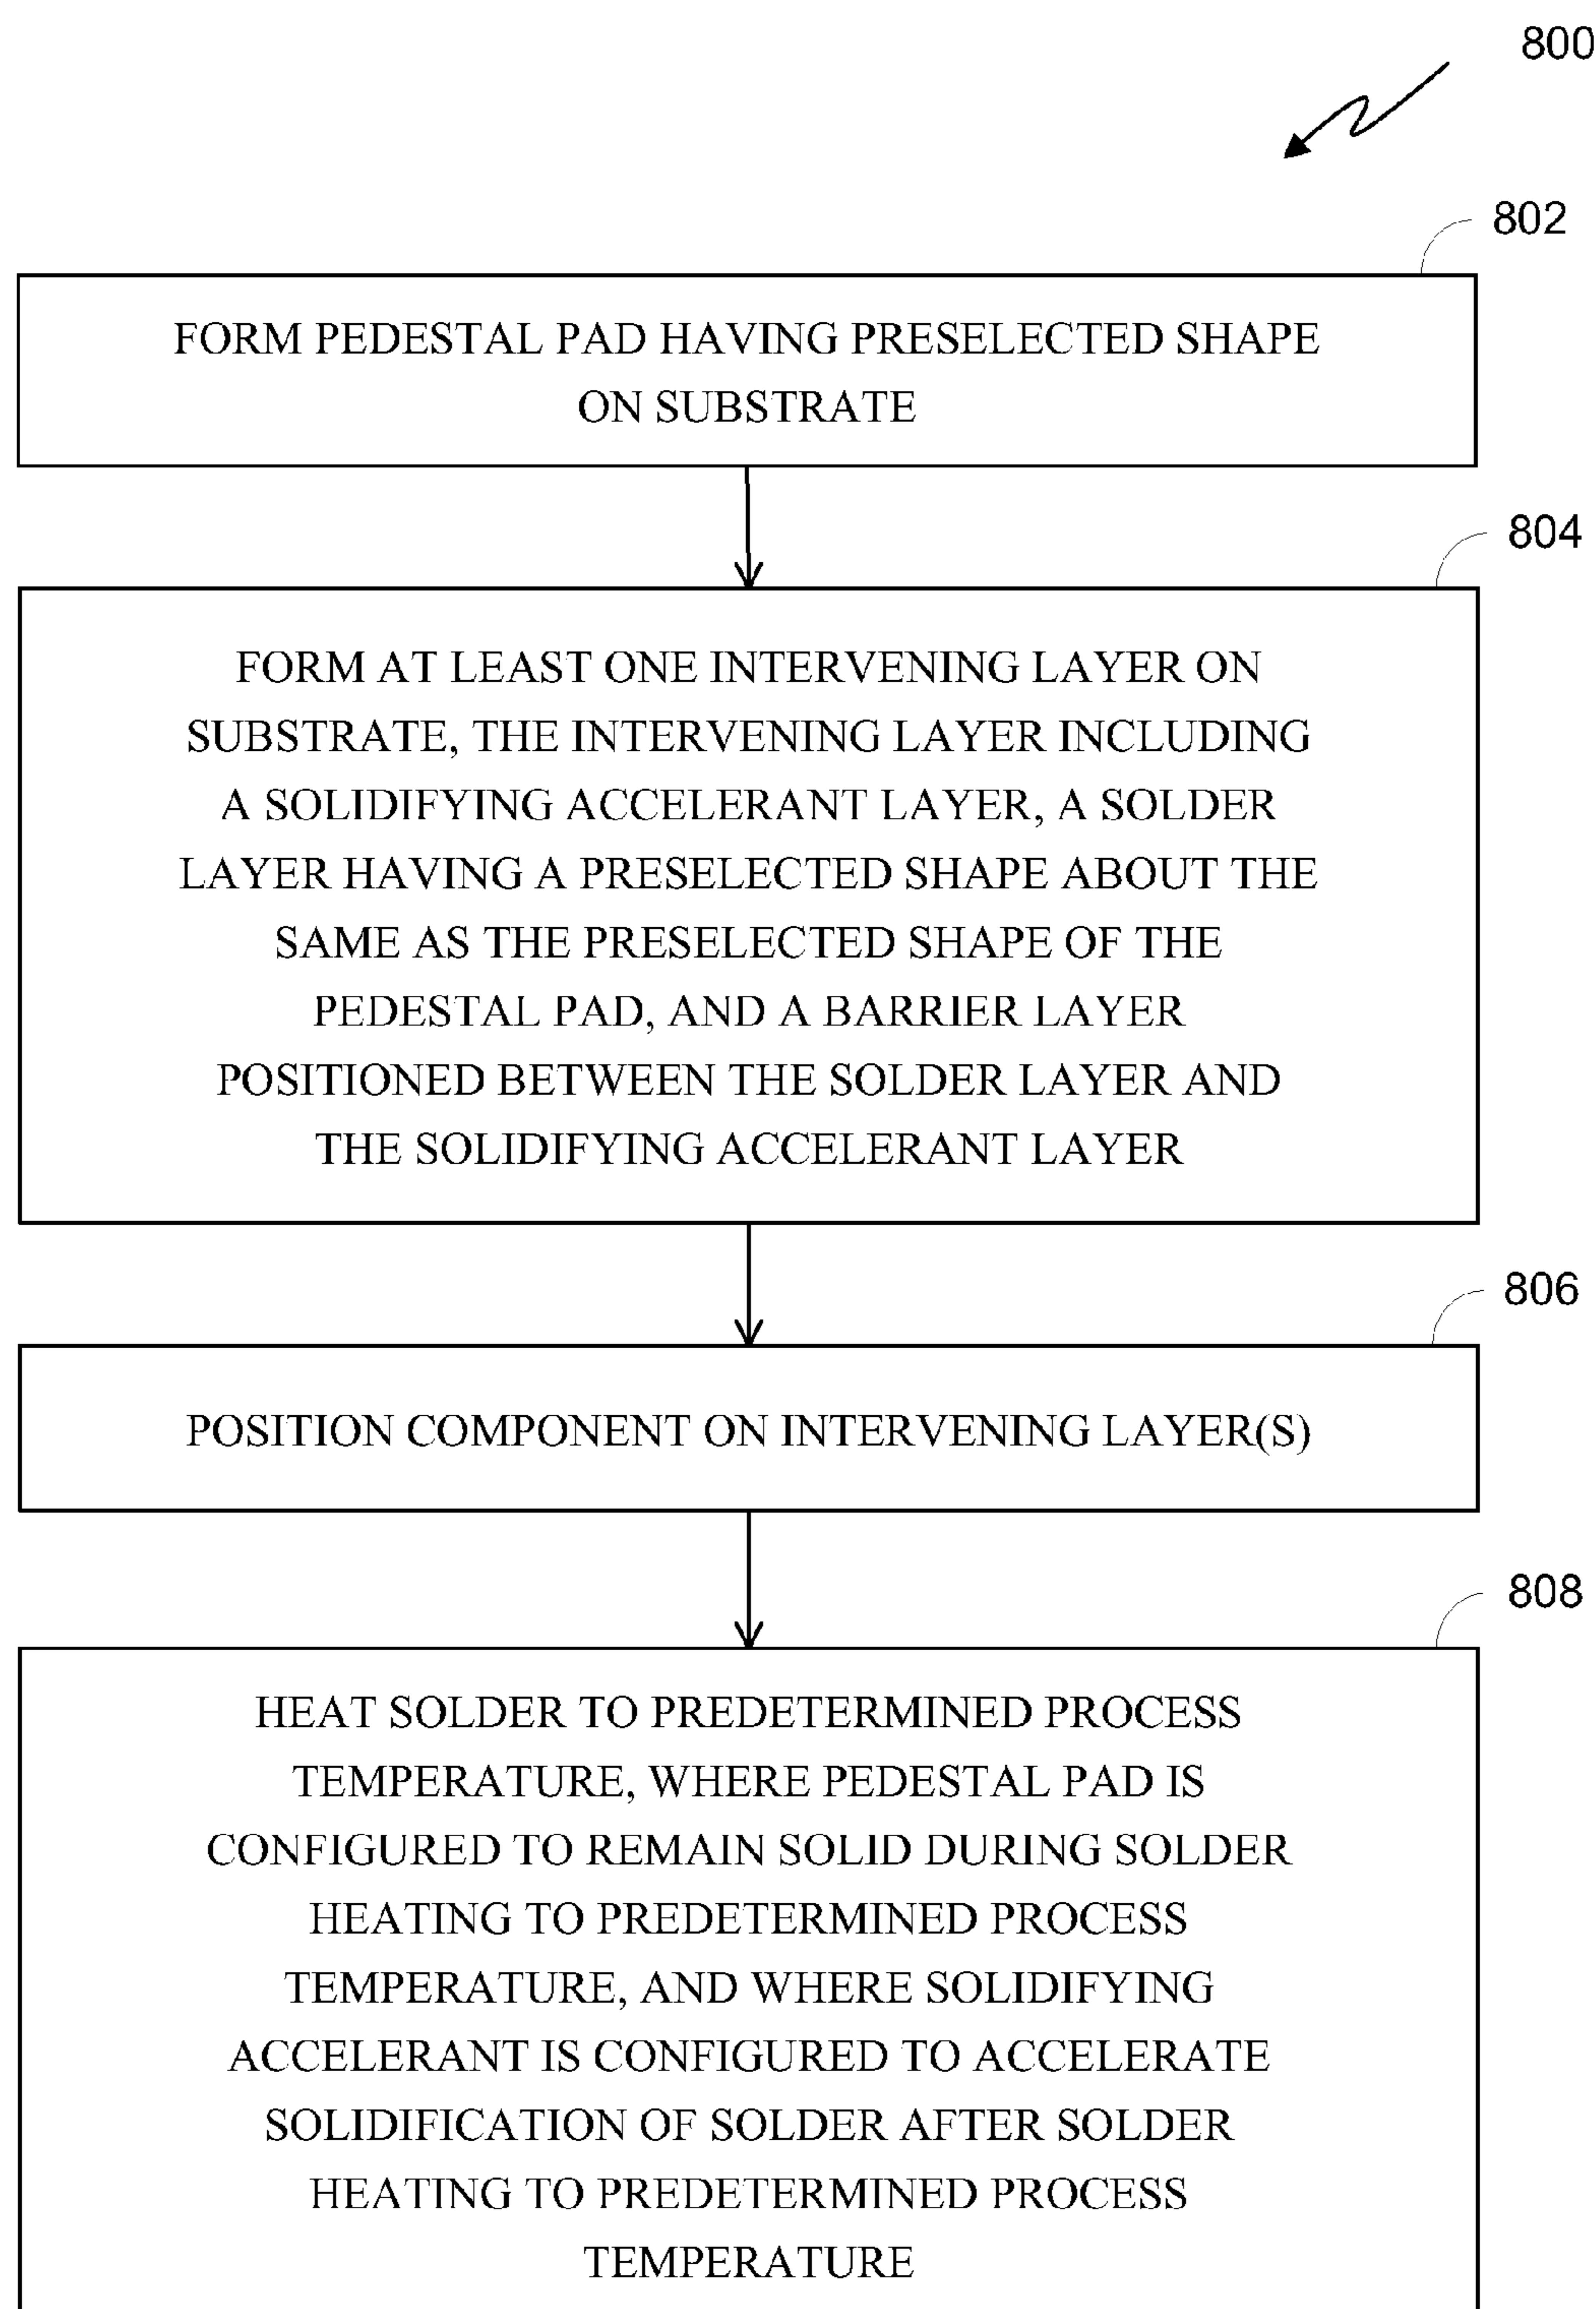 800
802
FORM PEDESTAL PAD HAVING PRESELECTED SHAPE
ON SUBSTRATE
804
FORM AT LEAST ONE INTERVENING LAYER ON
SUBSTRATE, THE INTERVENING LAYER INCLUDING
A SOLIDIFYING ACCELERANT LAYER, A SOLDER
LAYER HAVING A PRESELECTED SHAPE ABOUT THE
SAME AS THE PRESELECTED SHAPE OF THE
PEDESTAL PAD, AND A BARRIER LAYER
POSITIONED BETWEEN THE SOLDER LAYER AND
THE SOLIDIFYING ACCELERANT LAYER
806
POSITION COMPONENT ON INTERVENING LAYER(S)
808
HEAT SOLDER TO PREDETERMINED PROCESS
TEMPERATURE, WHERE PEDESTAL PAD IS
CONFIGURED TO REMAIN SOLID DURING SOLDER
HEATING TO PREDETERMINED PROCESS
TEMPERATURE, AND WHERE SOLIDIFYING
ACCELERANT IS CONFIGURED TO ACCELERATE
SOLIDIFICATION OF SOLDER AFTER SOLDER
HEATING TO PREDETERMINED PROCESS
TEMPERATURE